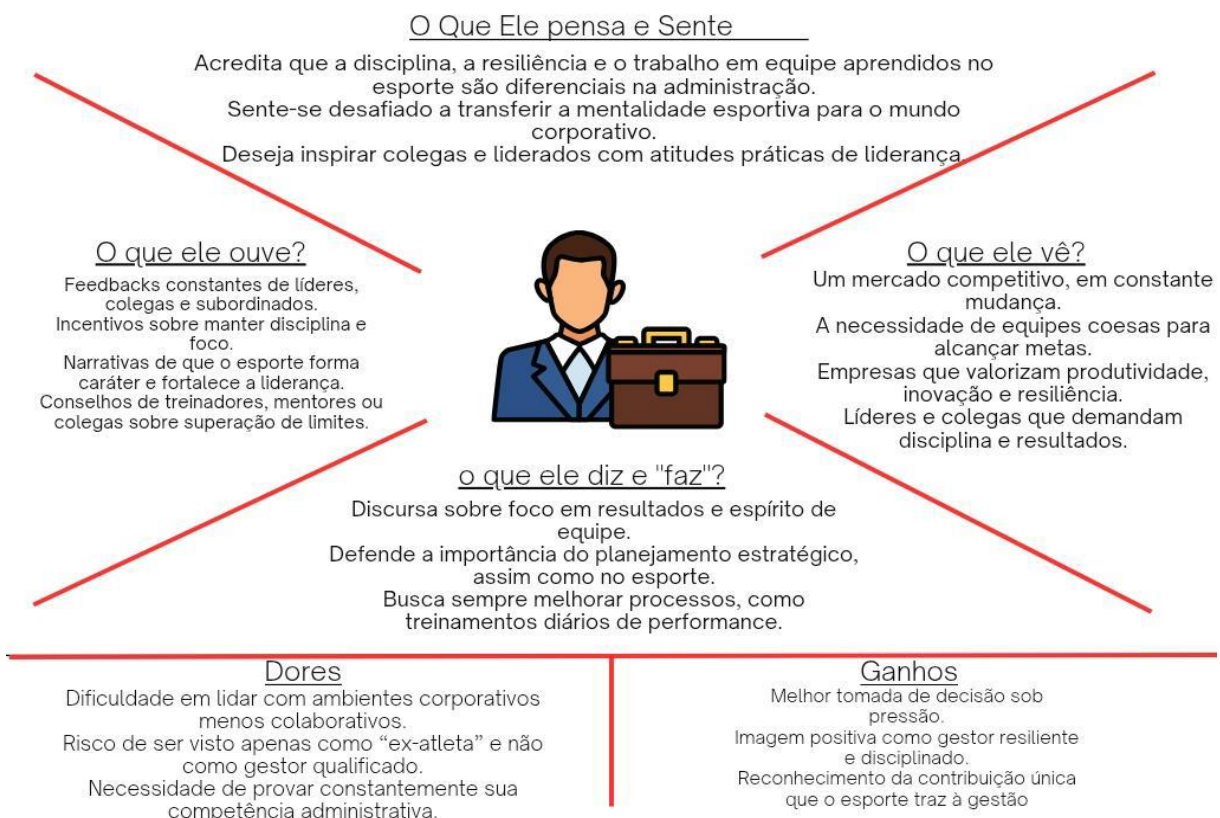 O Que Ele pensa e Sente
Acredita que a disciplina, a resiliência e o trabalho em equipe aprendidos no
esporte são diferenciais na administração.
Sente-se desafiado a transferir a mentalidade esportiva para o mundo
corporativo.
Deseja inspirar colegas e liderados com atitudes práticas de liderança.
O que ele ouve?
Feedbacks constantes de líderes,
colegas e subordinados.
Incentivos sobre manter disciplina e
foco.
Narrativas de que o esporte forma
caráter e fortalece a liderança.
Conselhos de treinadores, mentores ou
colegas sobre superação de limites.
O que ele vê?
Um mercado competitivo, em constante
mudança.
A necessidade de equipes coesas para
alcançar metas.
Empresas que valorizam produtividade,
inovação e resiliência.
Líderes e colegas que demandam
disciplina e resultados.
o que ele diz e "faz"?
Discursa sobre foco em resultados e espírito de
equipe.
Defende a importância do planejamento estratégico,
assim como no esporte.
Busca sempre melhorar processos, como
treinamentos diários de performance.
Dores
Dificuldade em lidar com ambientes corporativos
menos colaborativos.
Risco de ser visto apenas como “ex-atleta” e não
como gestor qualificado.
Necessidade de provar constantemente sua
competência administrativa.
Ganhos
Melhor tomada de decisão sob
pressão.
Imagem positiva como gestor resiliente
e disciplinado.
Reconhecimento da contribuição única
que o esporte traz à gestão